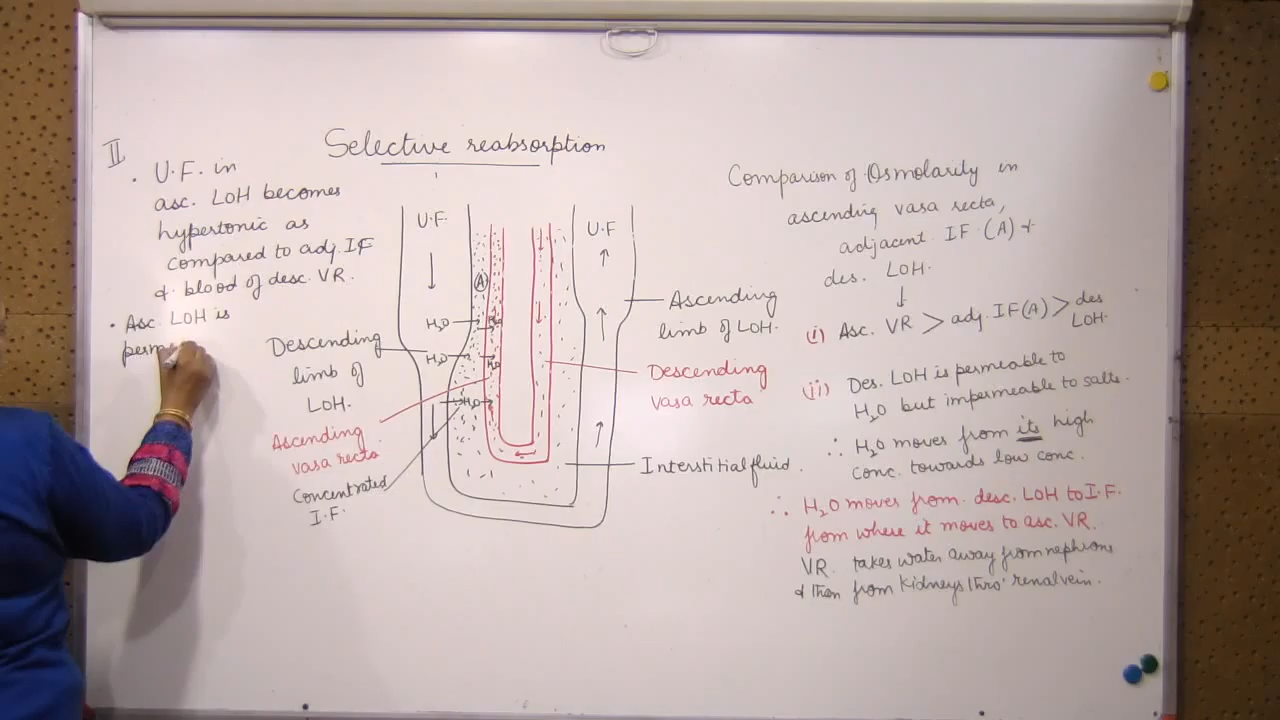 Selective reabsorption
II
. U.F. in
asc. LOH becomes
hypertonic as
compared to adj. IF
& blood of desc. VR.
. Asc. LOH is
perm
U.F.
U.F
A
H₂O
H₂O
H₂O
H₂O
H₂O
Descending
limb of
LOH.
Ascending
vasa recta
Concentrated
I.F.
Ascending
limb of LOH.
Descending
vasa recta
Interstitial fluid.
Comparison of Osmolarity in
ascending vasa recta,
adjacent IF (A) &
des. LOH.
(i) Asc. VR > adj. IF(A) > des
LOH.
(ii) Des. LOH is permeable to
H₂O but impermeable to salts.
∴ H₂O moves from its high
conc. towards low conc.
∴ H₂O moves from desc. LOH to I.F.
from where it moves to asc. VR.
VR. takes water away from nephrons
& then from kidneys thro' renal vein.